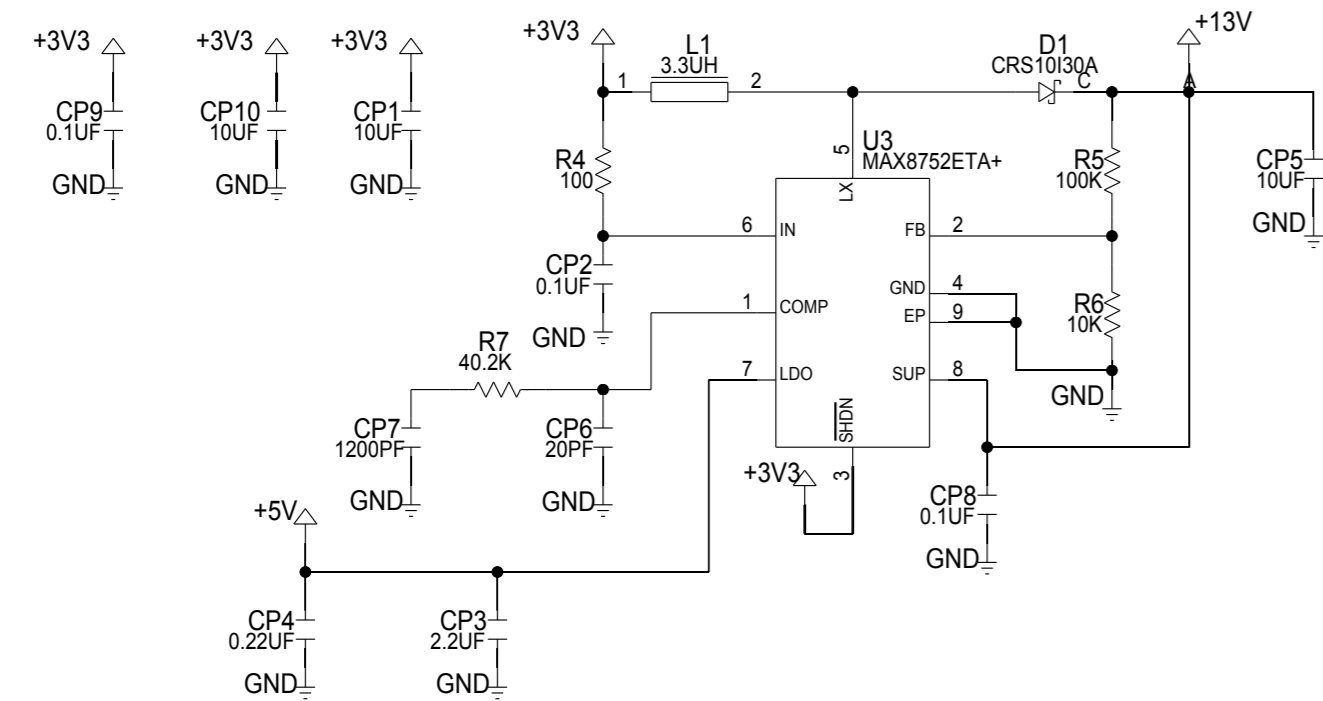 +3V3
+3V3
+3V3
+3V3
L1
3.3UH
1
2
D1
CRS10I30A
C
A
+13V
CP9
0.1UF
GND
CP10
10UF
GND
CP1
10UF
GND
R4
100
5
U3
MAX8752ETA+
LX
R5
100K
CP5
10UF
GND
6
IN
FB
2
CP2
0.1UF
GND
1
COMP
GND
4
EP
9
R6
10K
GND
R7
40.2K
7
LDO
SUP
8
SHDN
3
+3V3
CP7
1200PF
GND
CP6
20PF
GND
CP8
0.1UF
GND
+5V
CP4
0.22UF
GND
CP3
2.2UF
GND